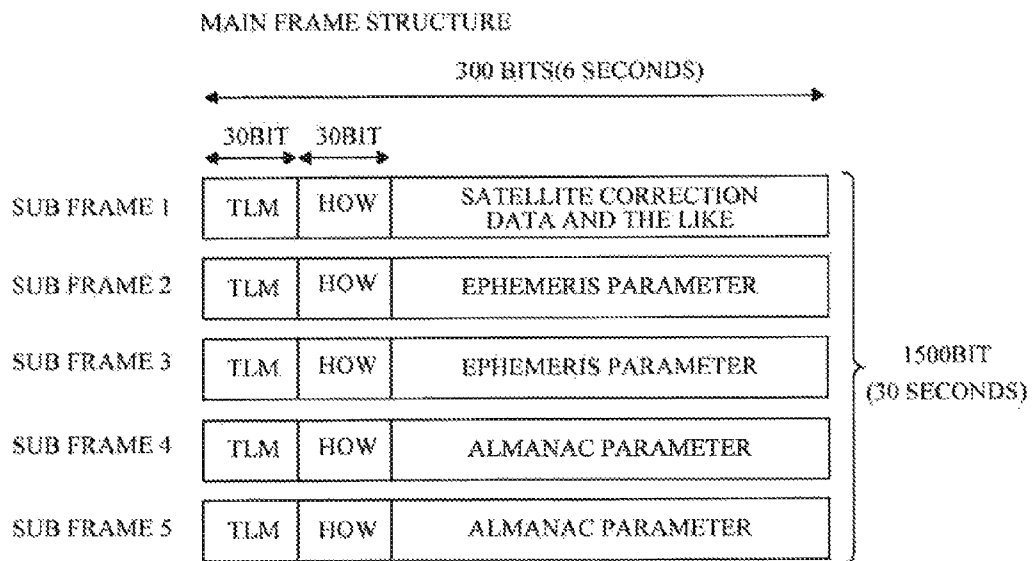 MAIN FRAME STRUCTURE
300 BITS(6 SECONDS)
30BIT 30BIT
SUB FRAME 1 TLM HOW SATELLITE CORRECTION
DATA AND THE LIKE
SUB FRAME 2 TLM HOW EPHEMERIS PARAMETER
SUB FRAME 3 TLM HOW EPHEMERIS PARAMETER
1500BIT
(30 SECONDS)
SUB FRAME 4 TLM HOW ALMANAC PARAMETER
SUB FRAME 5 TLM HOW ALMANAC PARAMETER